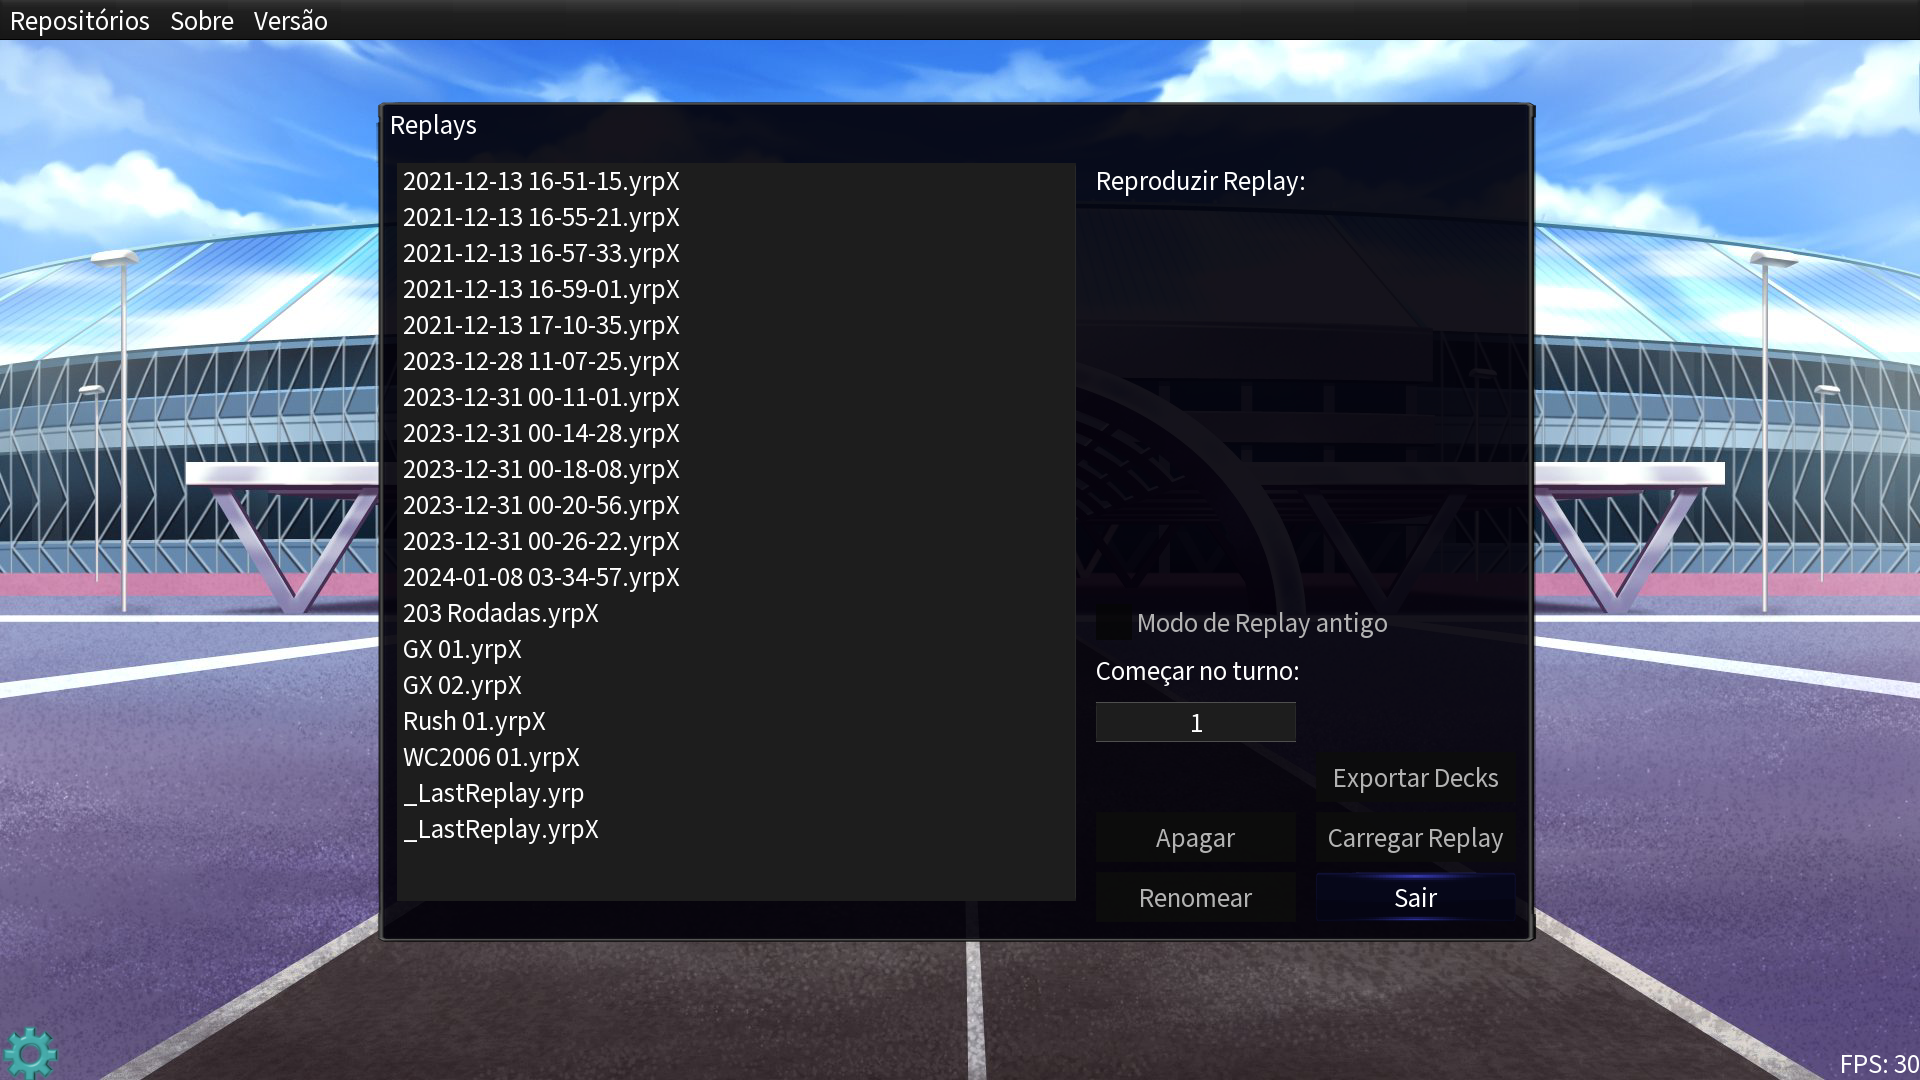 Repositórios Sobre Versão
Replays
2021-12-13 16-51-15.yrpX
2021-12-13 16-55-21.yrpX
2021-12-13 16-57-33.yrpX
2021-12-13 16-59-01.yrpX
2021-12-13 17-10-35.yrpX
2023-12-28 11-07-25.yrpX
2023-12-31 00-11-01.yrpX
2023-12-31 00-14-28.yrpX
2023-12-31 00-18-08.yrpX
2023-12-31 00-20-56.yrpX
2023-12-31 00-26-22.yrpX
2024-01-08 03-34-57.yrpX
203 Rodadas.yrpX
GX 01.yrpX
GX 02.yrpX
Rush 01.yrpX
WC2006 01.yrpX
_LastReplay.yrp
_LastReplay.yrpX
Reproduzir Replay:
Modo de Replay antigo
Começar no turno:
1
Exportar Decks
Apagar
Carregar Replay
Renomear
Sair
FPS: 30